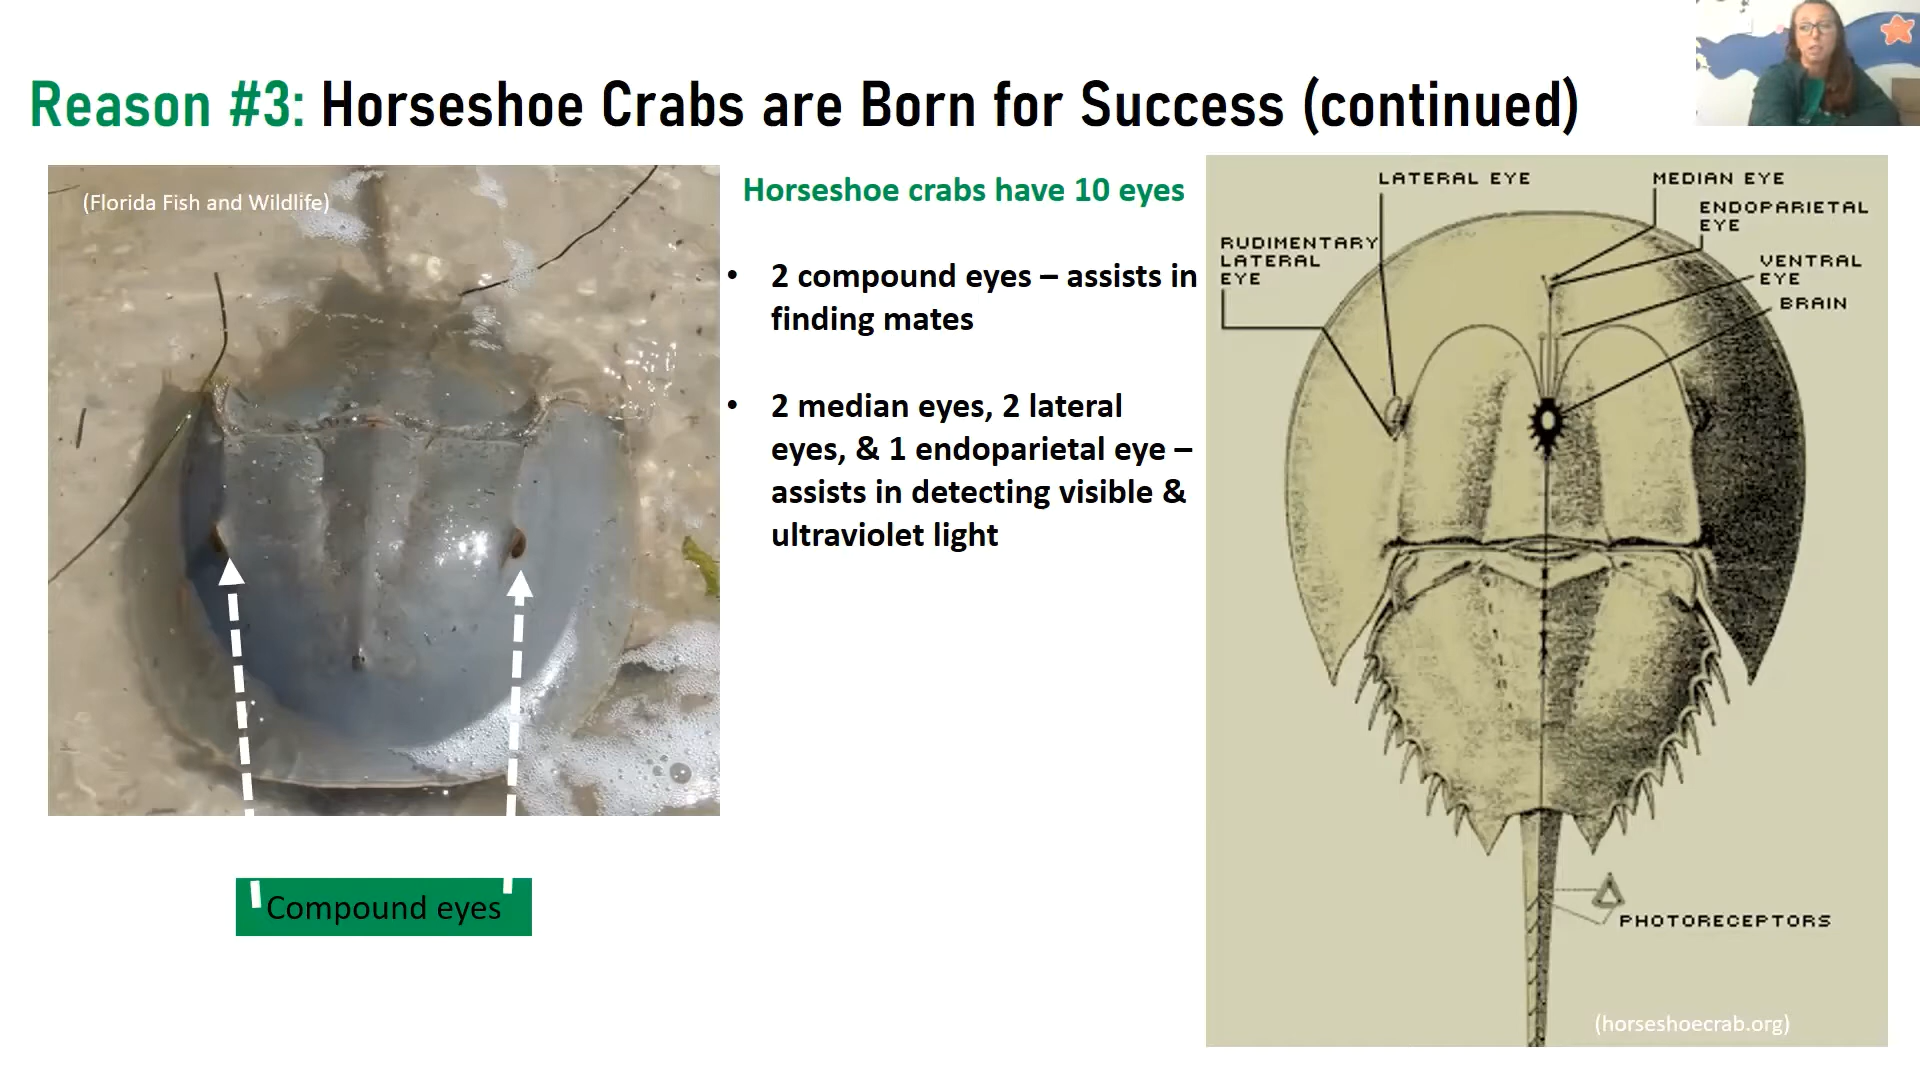 Reason #3: Horseshoe Crabs are Born for Success (continued)
(Florida Fish and Wildlife)
Compound eyes
Horseshoe crabs have 10 eyes
• 2 compound eyes – assists in
finding mates
• 2 median eyes, 2 lateral
eyes, & 1 endoparietal eye –
assists in detecting visible &
ultraviolet light
LATERAL EYE
MEDIAN EYE
ENDOPARIETAL
EYE
RUDIMENTARY
LATERAL
EYE
VENTRAL
EYE
BRAIN
PHOTORECEPTORS
(horseshoecrab.org)